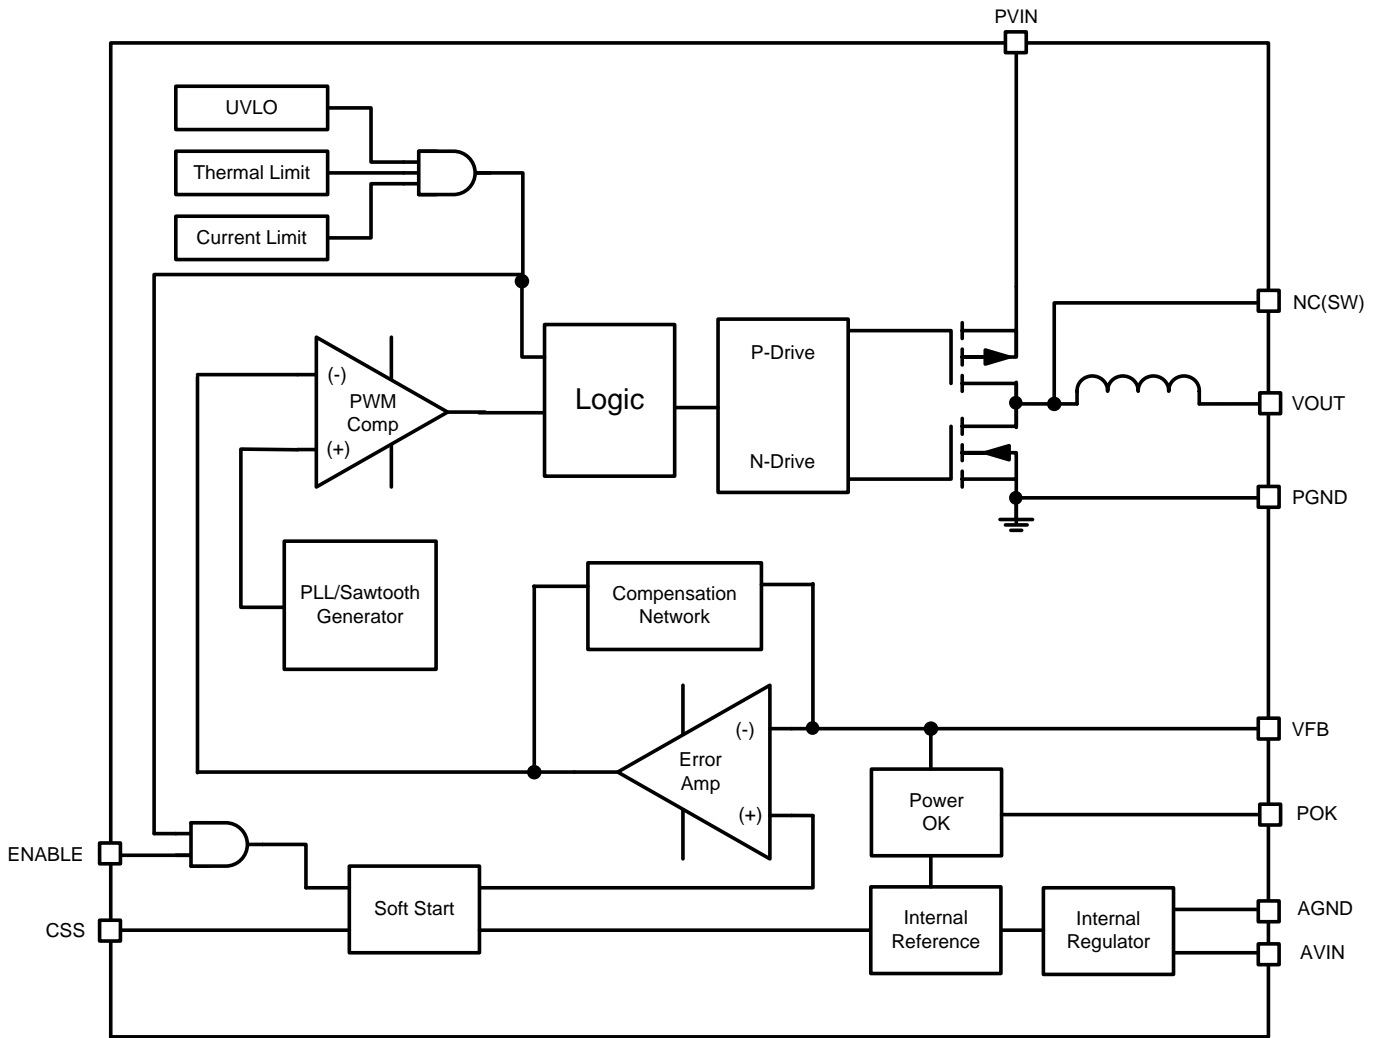 PVIN
UVLO
Thermal Limit
Current Limit
NC(SW)
P-Drive
(-)
PWM
Comp
(+)
Logic
VOUT
N-Drive
PGND
PLL/Sawtooth
Generator
Compensation
Network
(-)
VFB
Error
Amp
(+)
Power
OK
POK
ENABLE
Soft Start
CSS
Internal
Reference
Internal
Regulator
AGND
AVIN